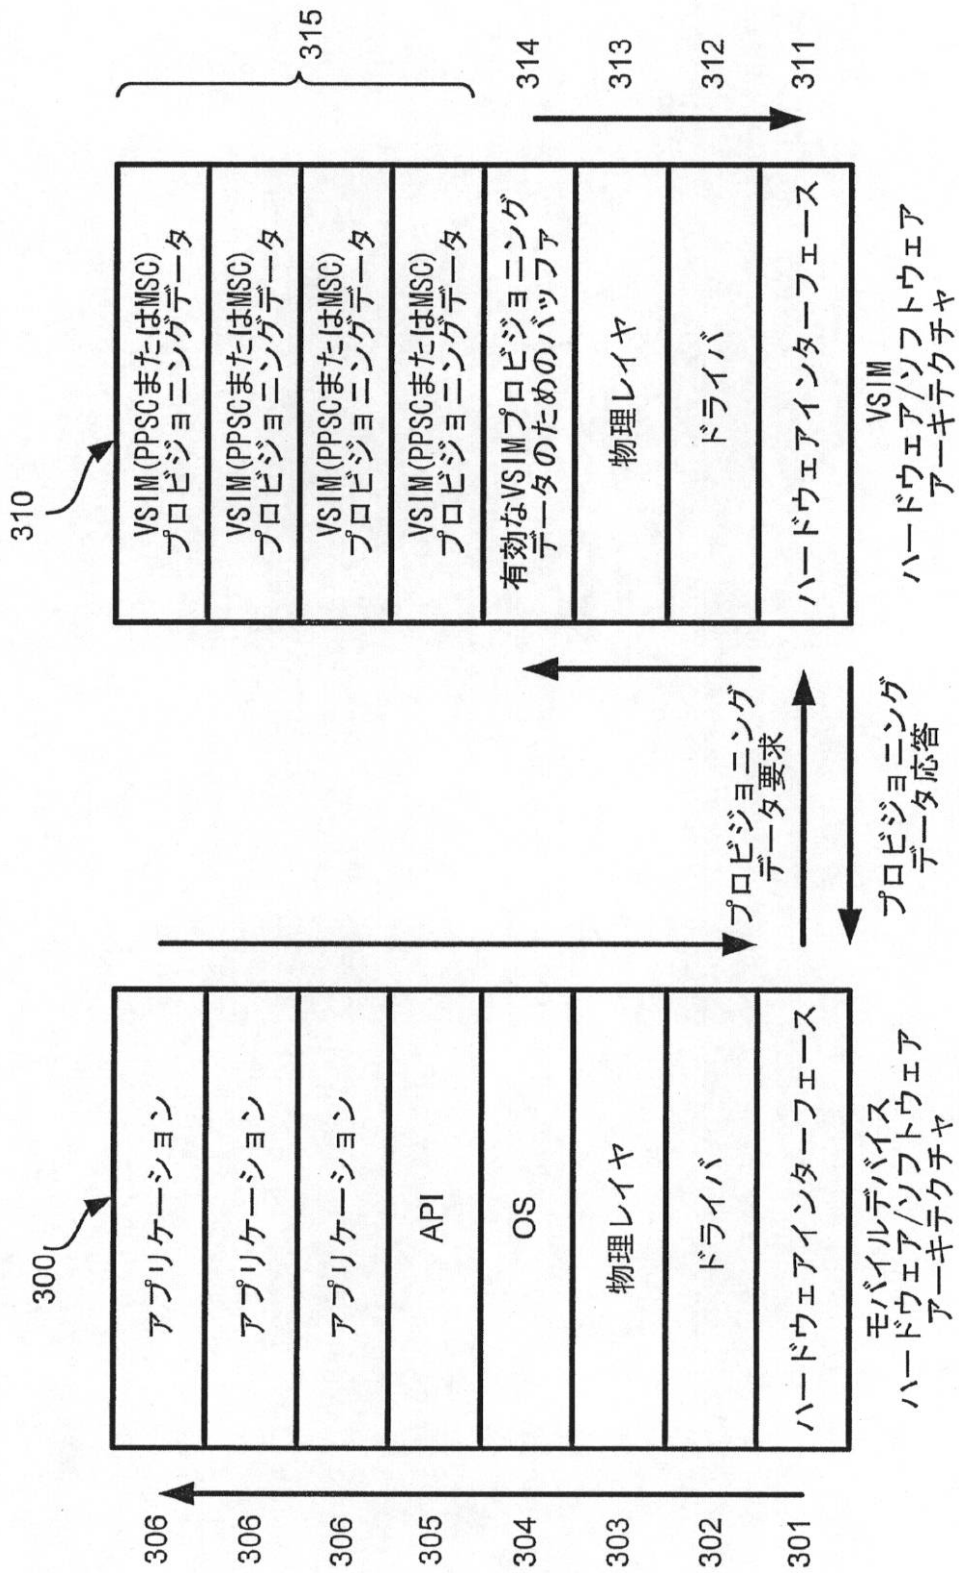 300
アプリケーション
アプリケーション
アプリケーション
API
OS
物理レイヤ
ドライバ
ハードウェアインターフェース
306
306
306
305
304
303
302
301
モバイルデバイス
ハードウェア/ソフトウェア
アーキテクチャ
プロビジョニング
データ要求
プロビジョニング
データ応答
310
VSIM(PPSCまたはMSC)
プロビジョニングデータ
VSIM(PPSCまたはMSC)
プロビジョニングデータ
VSIM(PPSCまたはMSC)
プロビジョニングデータ
VSIM(PPSCまたはMSC)
プロビジョニングデータ
有効なVSIMプロビジョニング
データのためのバッファ
物理レイヤ
ドライバ
ハードウェアインターフェース
315
314
313
312
311
VSIM
ハードウェア/ソフトウェア
アーキテクチャ